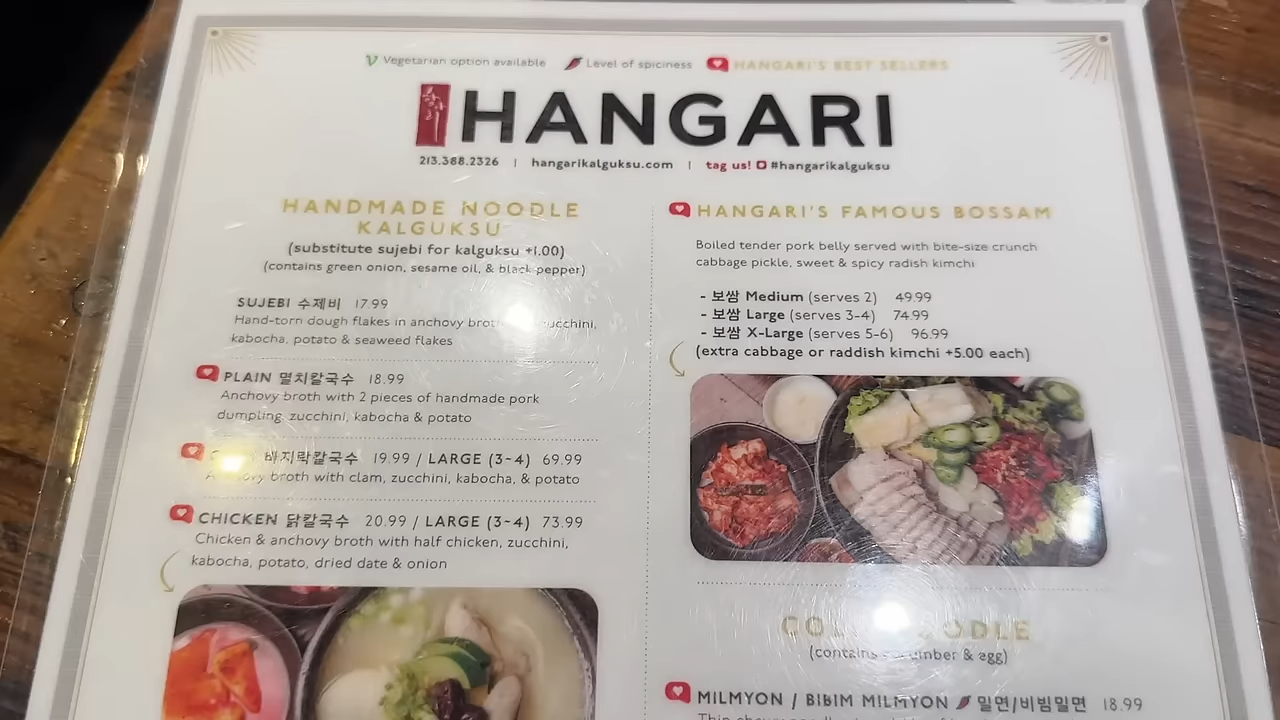 Vegetarian option available Level of spiciness HANGARI'S BEST SELLERS
HANGARI
213.388.2326 | hangarikalguksu.com | tag us! #hangarikalguksu
HANDMADE NOODLE
KALGUKSU
(substitute sujebi for kalguksu +1.00)
(contains green onion, sesame oil, & black pepper)
SUJEBI 수제비 17.99
Hand-torn dough flakes in anchovy
kabocha, potato & seaweed flakes
PLAIN 멸치칼국수 18.99
Anchovy broth with 2 pieces of handmade pork
dumpling, zucchini, kabocha & potato
바지락칼국수 19.99 / LARGE (3~4) 69.99
broth with clam, zucchini, kabocha, & potato
CHICKEN 닭칼국수 20.99 / LARGE (3~4) 73.99
Chicken & anchovy broth with half chicken, zucchini,
kabocha, potato, dried date & onion
HANGARI'S FAMOUS BOSSAM
Boiled tender pork belly served with bite-size crunch
cabbage pickle, sweet & spicy radish kimchi
- 보쌈 Medium (serves 2) 49.99
- 보쌈 Large (serves 3-4) 74.99
- 보쌈 X-Large (serves 5-6) 96.99
(extra cabbage or raddish kimchi +5.00 each)
(contains & egg)
MILMYON / BIBIM MILMYON 밀면/비빔밀면 18.99